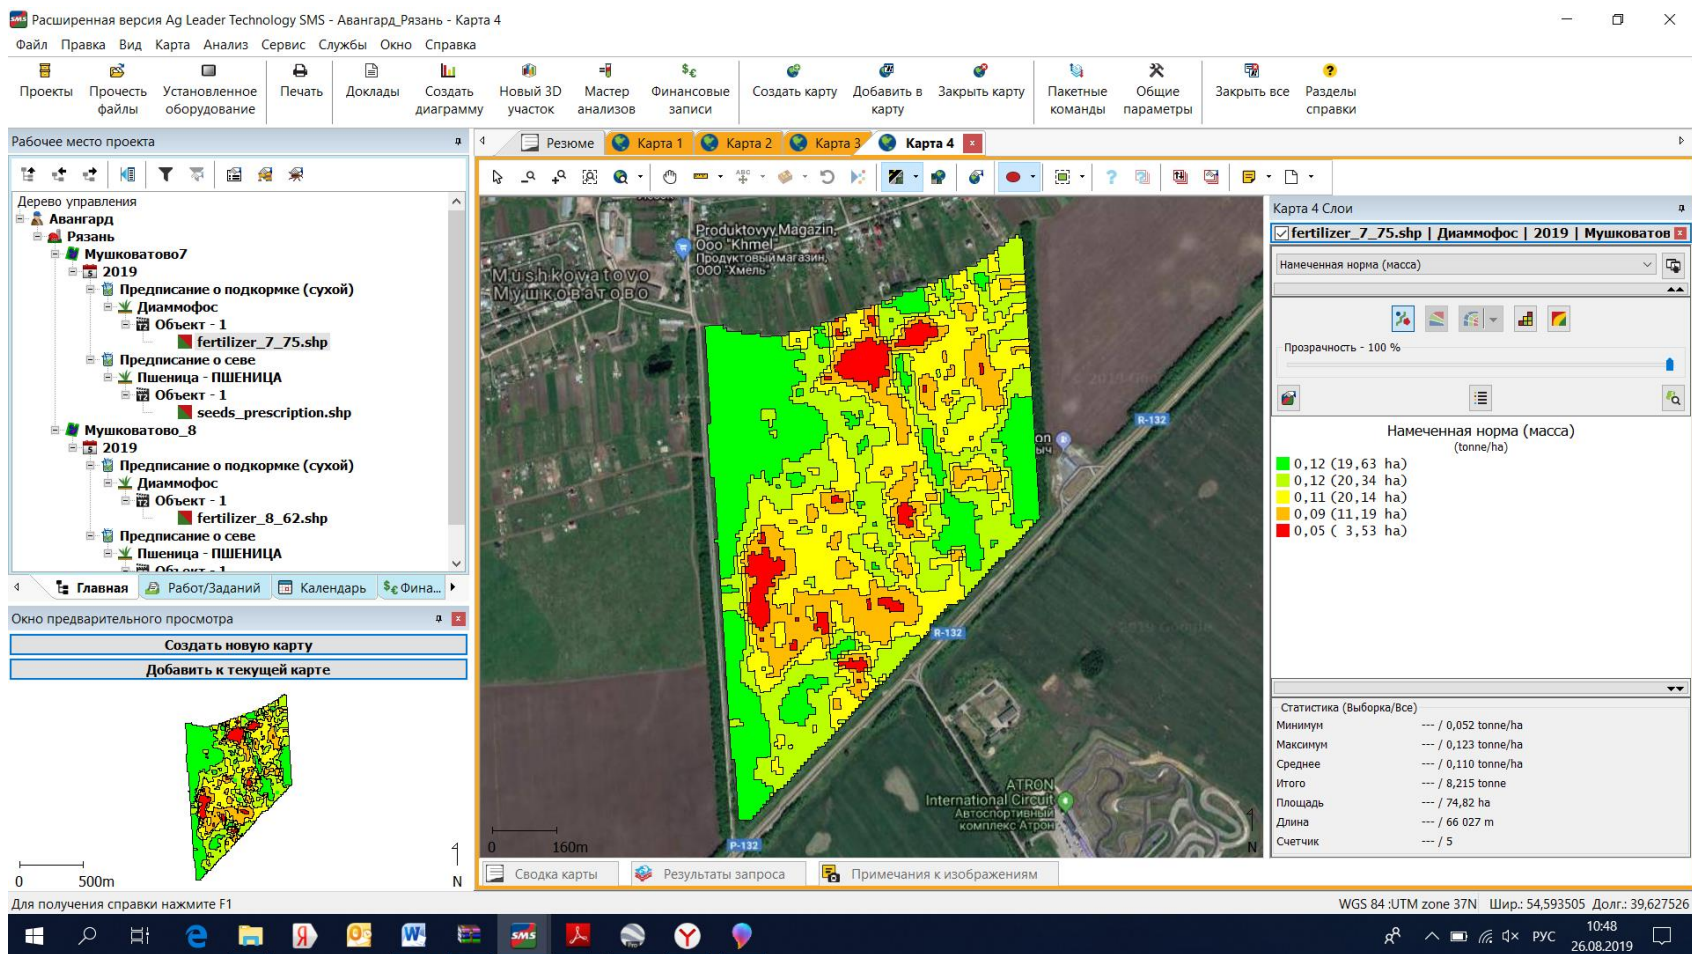 Расширенная версия Ag Leader Technology SMS - Авангард_Рязань - Карта 4
Файл Правка Вид Карта Анализ Сервис Службы Окно Справка
Проекты
Прочесть файлы
Установленное оборудование
Печать
Доклады
Создать диаграмму
Новый 3D участок
Мастер анализов
Финансовые записи
Создать карту
Добавить в карту
Закрыть карту
Пакетные команды
Общие параметры
Закрыть все
Разделы справки
Рабочее место проекта
Резюме
Карта 1
Карта 2
Карта 3
Карта 4
Дерево управления
Авангард
Рязань
Мушковатово7
2019
Предписание о подкормке (сухой)
Диаммофос
Объект - 1
fertilizer_7_75.shp
Предписание о севе
Пшеница - ПШЕНИЦА
Объект - 1
seeds_prescription.shp
Мушковатово_8
2019
Предписание о подкормке (сухой)
Диаммофос
Объект - 1
fertilizer_8_62.shp
Предписание о севе
Пшеница - ПШЕНИЦА
Объект - 1
Главная
Работ/Заданий
Календарь
$€ Фина...
Окно предварительного просмотра
Создать новую карту
Добавить к текущей карте
0 500m
N
Produktovyy Magazin,
Ooo "Khmel"
Продуктовый магазин,
ООО "Хмель"
Mushkovatovo
Мушковатово
R-132
R-132
P-132
ATRON
International Circuit
Автоспортивный
комплекс Атрон
0 160m
N
Сводка карты
Результаты запроса
Примечания к изображениям
Карта 4 Слои
fertilizer_7_75.shp | Диаммофос | 2019 | Мушковатов
Намеченная норма (масса)
Прозрачность - 100 %
Намеченная норма (масса)
(tonne/ha)
0,12 (19,63 ha)
0,12 (20,34 ha)
0,11 (20,14 ha)
0,09 (11,19 ha)
0,05 ( 3,53 ha)
Статистика (Выборка/Все)
Минимум --- / 0,052 tonne/ha
Максимум --- / 0,123 tonne/ha
Среднее --- / 0,110 tonne/ha
Итого --- / 8,215 tonne
Площадь --- / 74,82 ha
Длина --- / 66 027 m
Счетчик --- / 5
Для получения справки нажмите F1
WGS 84 :UTM zone 37N Шир.: 54,593505 Долг.: 39,627526
РУС
10:48
26.08.2019